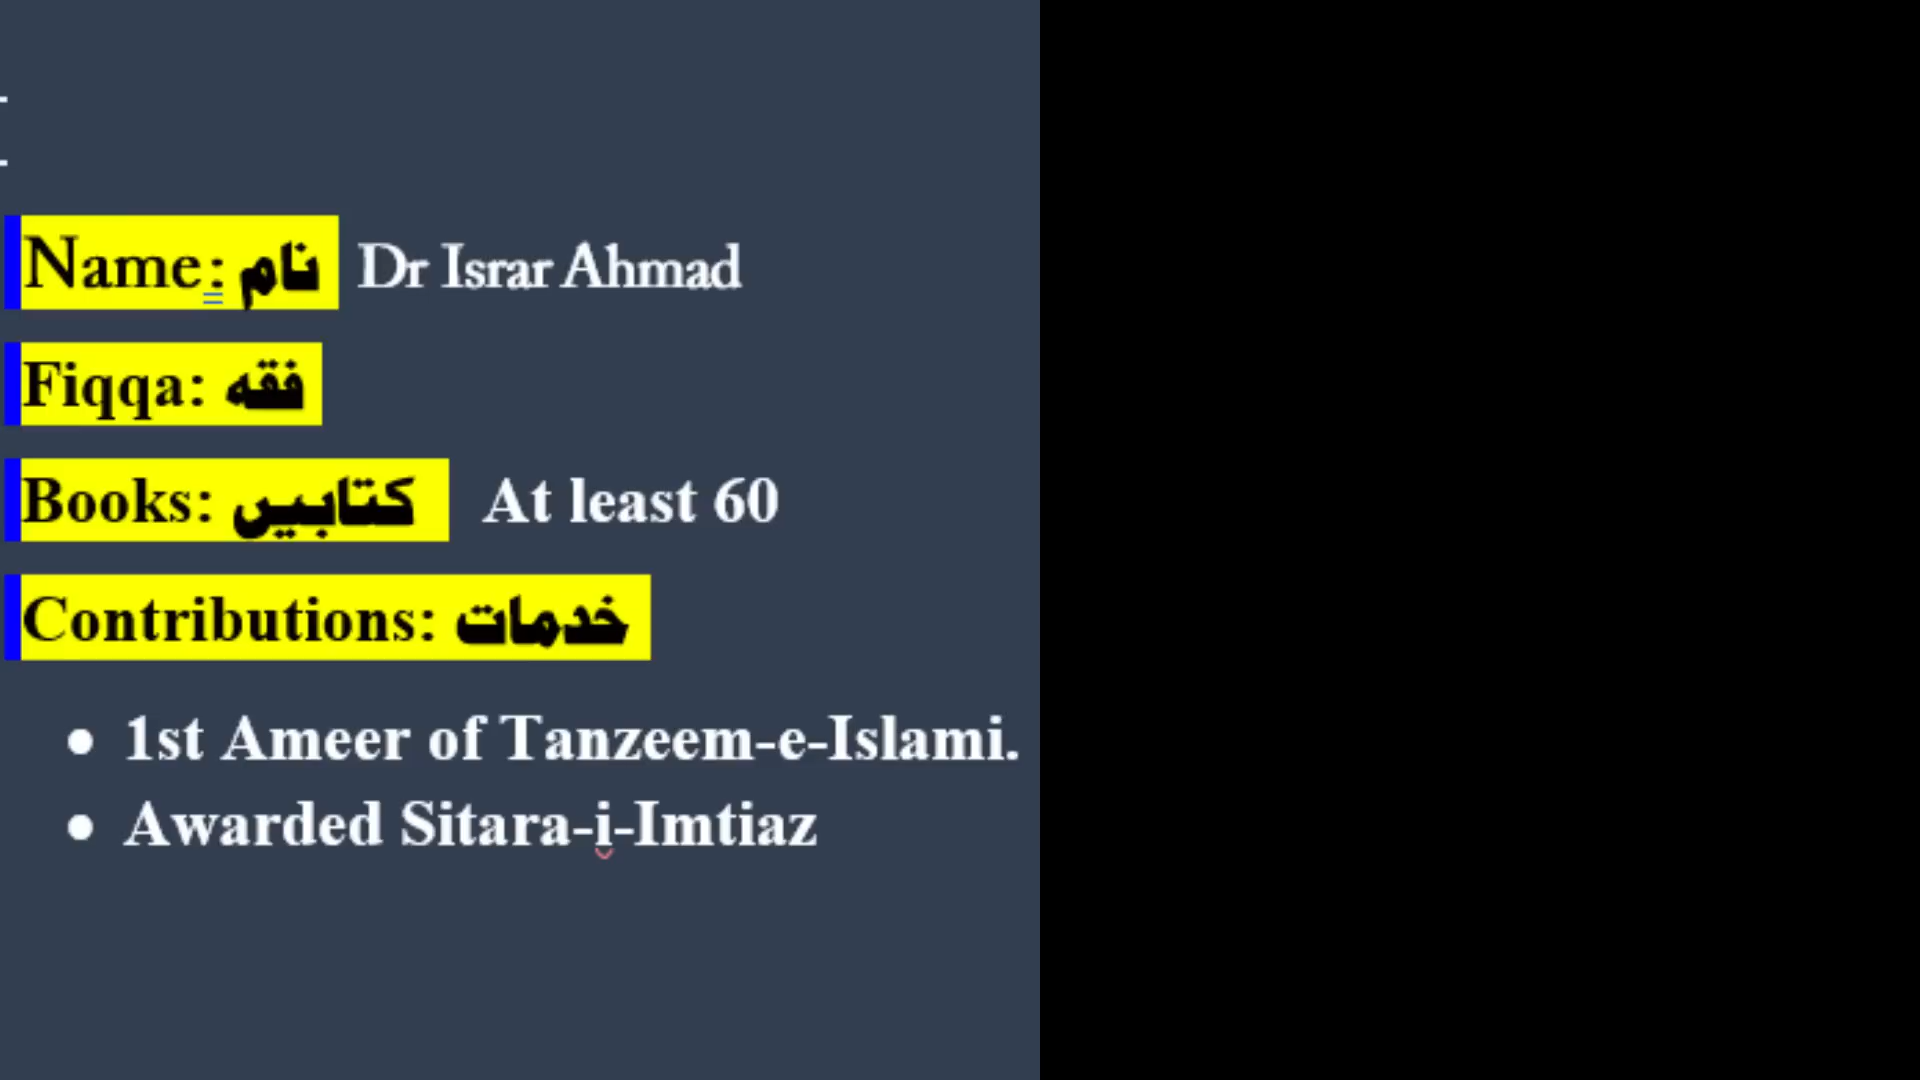 Name: نام Dr Israr Ahmad
Fiqqa: فقه
Books: کتابیں At least 60
Contributions: خدمات
• 1st Ameer of Tanzeem-e-Islami.
• Awarded Sitara-i-Imtiaz